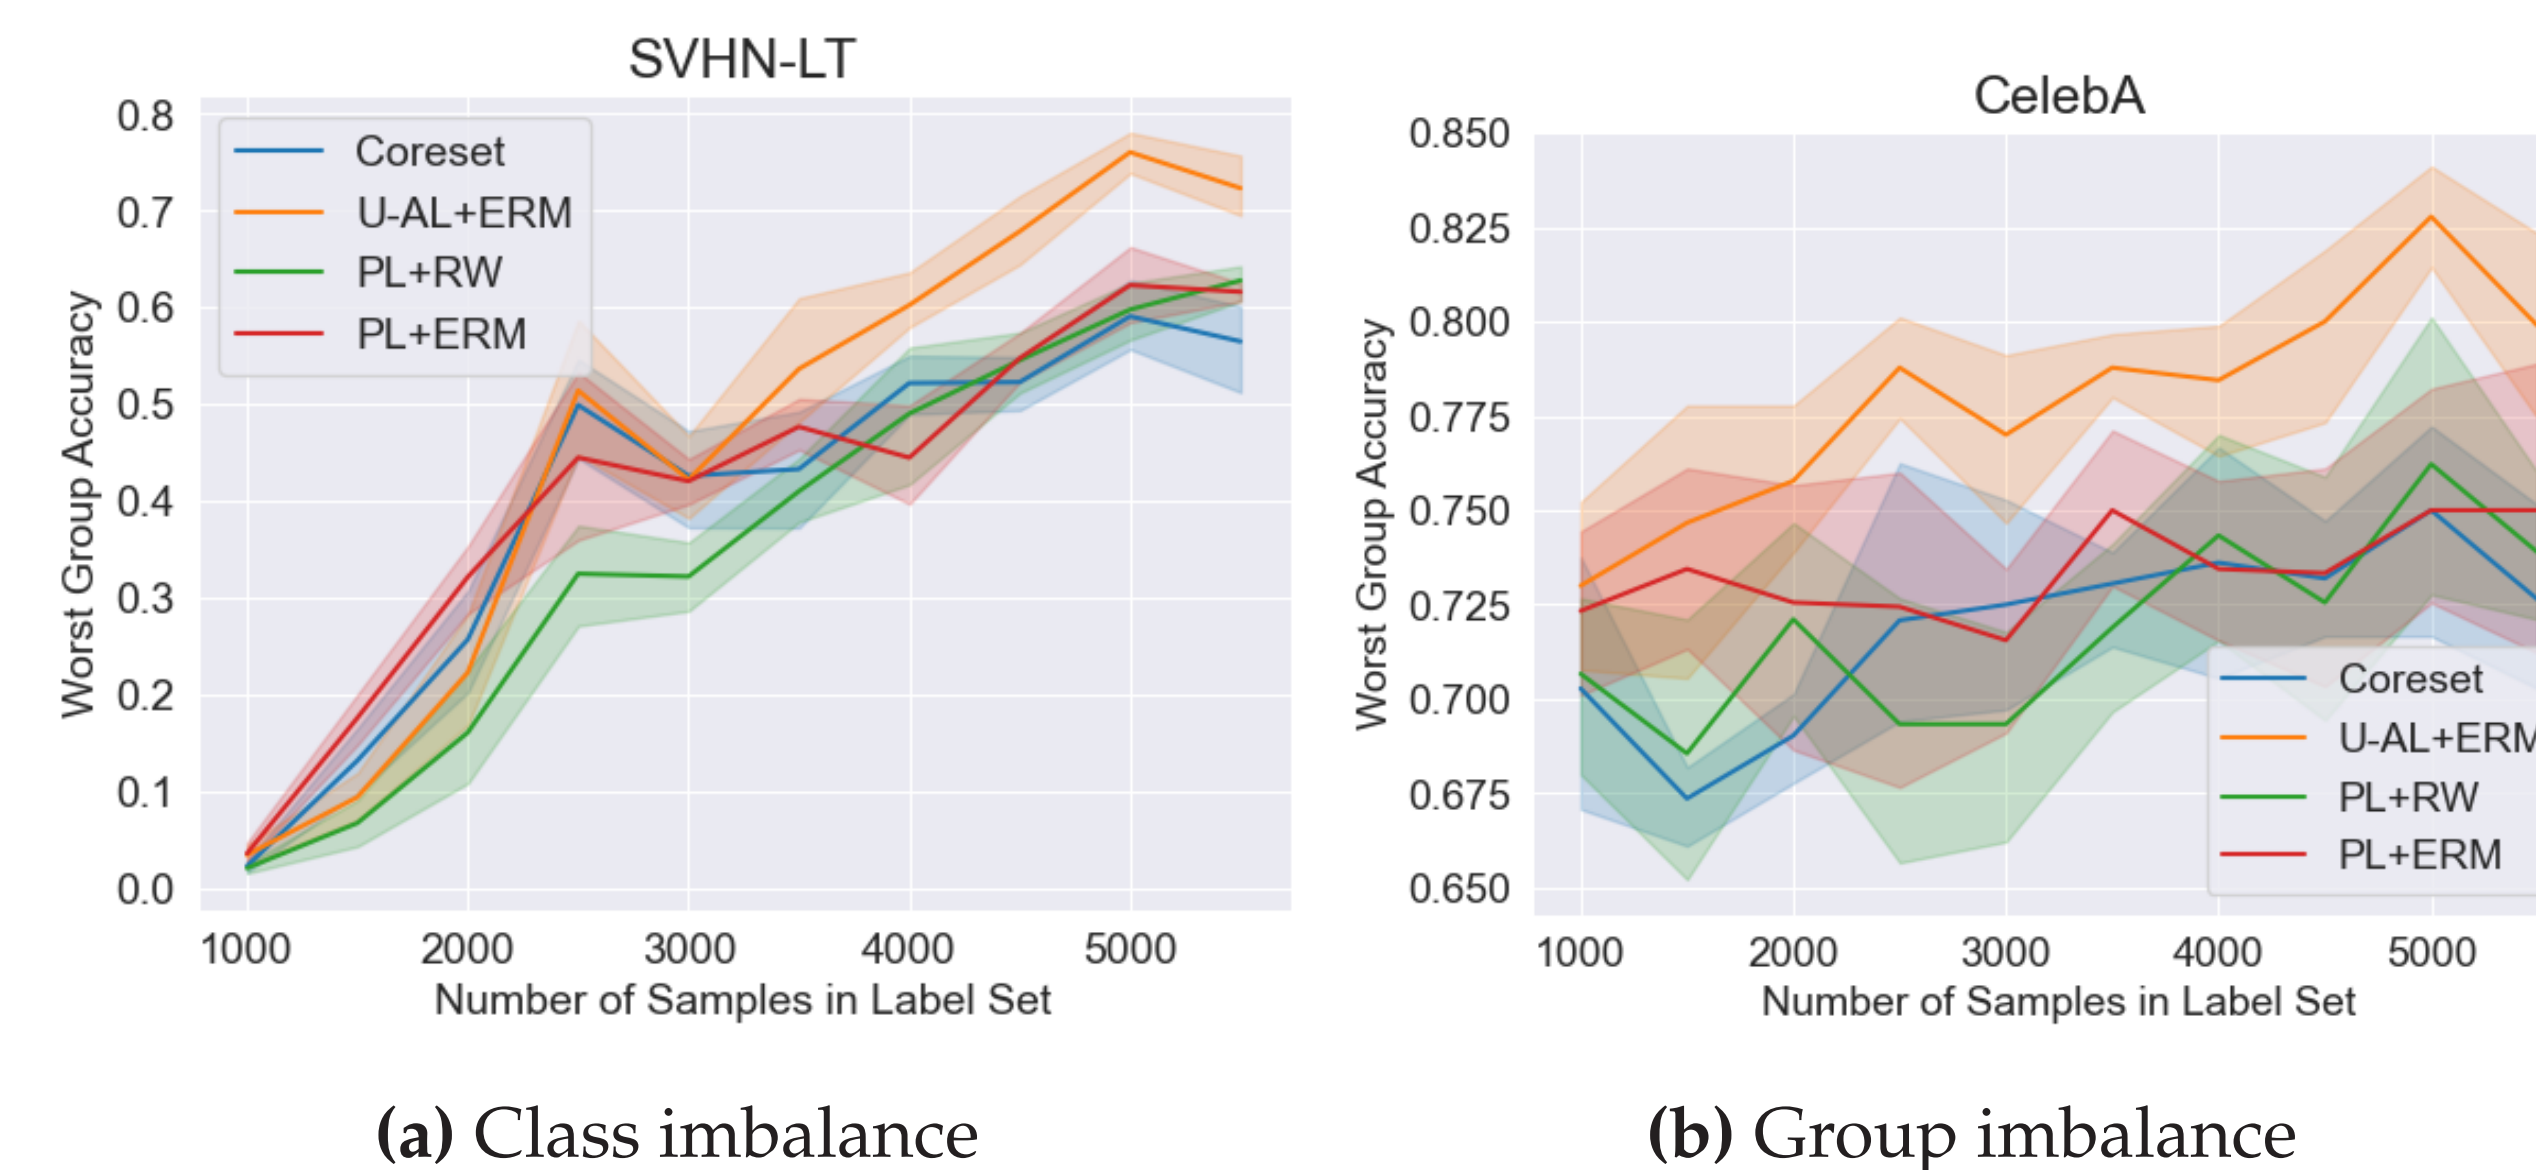 SVHN-LT
Worst Group Accuracy
0.8
0.7
0.6
0.5
0.4
0.3
0.2
0.1
0.0
Coreset
U-AL+ERM
PL+RW
PL+ERM
1000 2000 3000 4000 5000
Number of Samples in Label Set
(a) Class imbalance
CelebA
Worst Group Accuracy
0.850
0.825
0.800
0.775
0.750
0.725
0.700
0.675
0.650
Coreset
U-AL+ERM
PL+RW
PL+ERM
1000 2000 3000 4000 5000
Number of Samples in Label Set
(b) Group imbalance